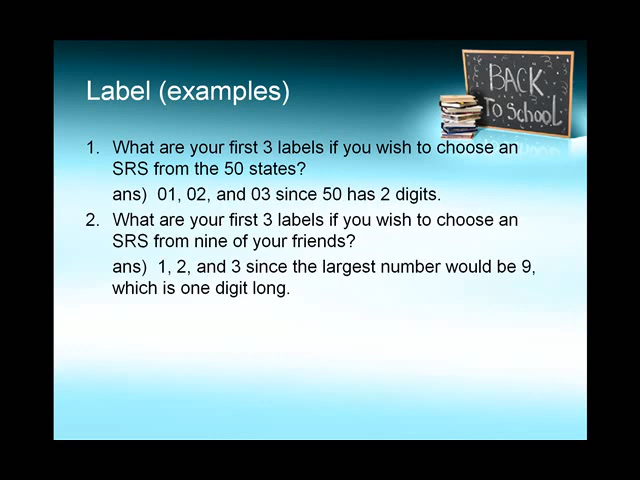 BACK
To School
Label (examples)
1. What are your first 3 labels if you wish to choose an
SRS from the 50 states?
ans) 01, 02, and 03 since 50 has 2 digits.
2. What are your first 3 labels if you wish to choose an
SRS from nine of your friends?
ans) 1, 2, and 3 since the largest number would be 9,
which is one digit long.